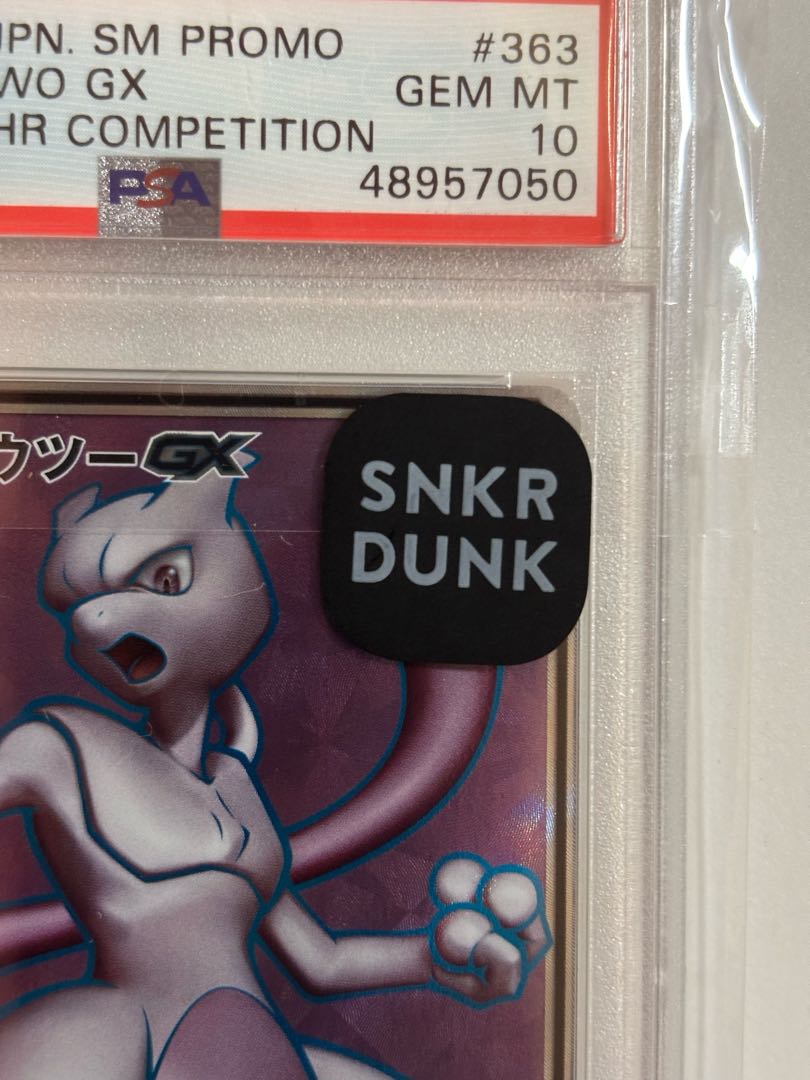 JPN. SM PROMO #363
WO GX GEM MT
HR COMPETITION 10
PSA 48957050
ウツーGX
SNKR
DUNK